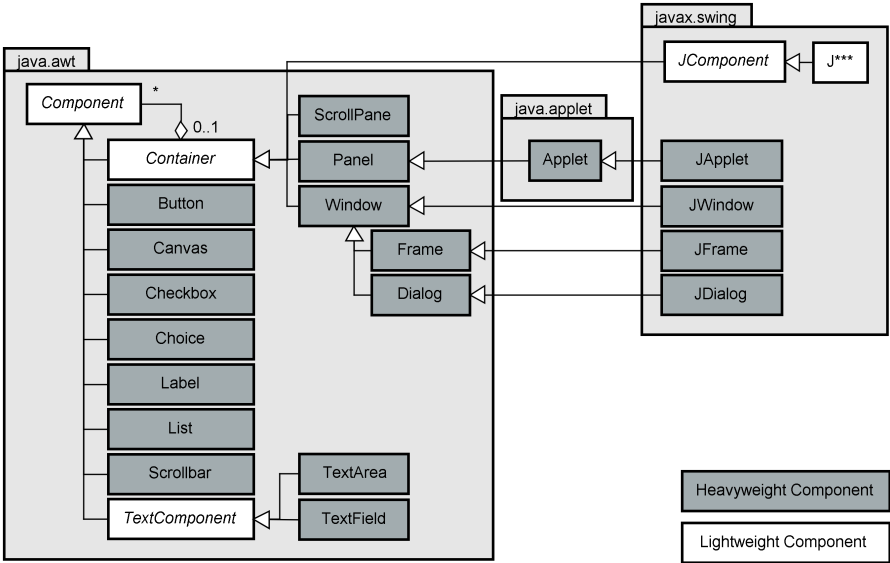 javax.swing
java.awt
JComponent
J***
Component
*
0..1
java.applet
ScrollPane
Container
Panel
Applet
JApplet
Button
Window
JWindow
Canvas
Frame
JFrame
Checkbox
Dialog
JDialog
Choice
Label
List
Scrollbar
TextArea
TextComponent
TextField
Heavyweight Component
Lightweight Component